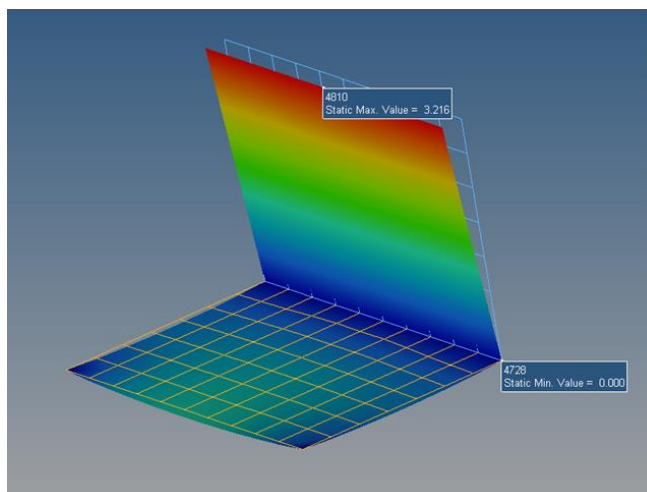 4810
Static Max. Value = 3.216
4728
Static Min. Value = 0.000